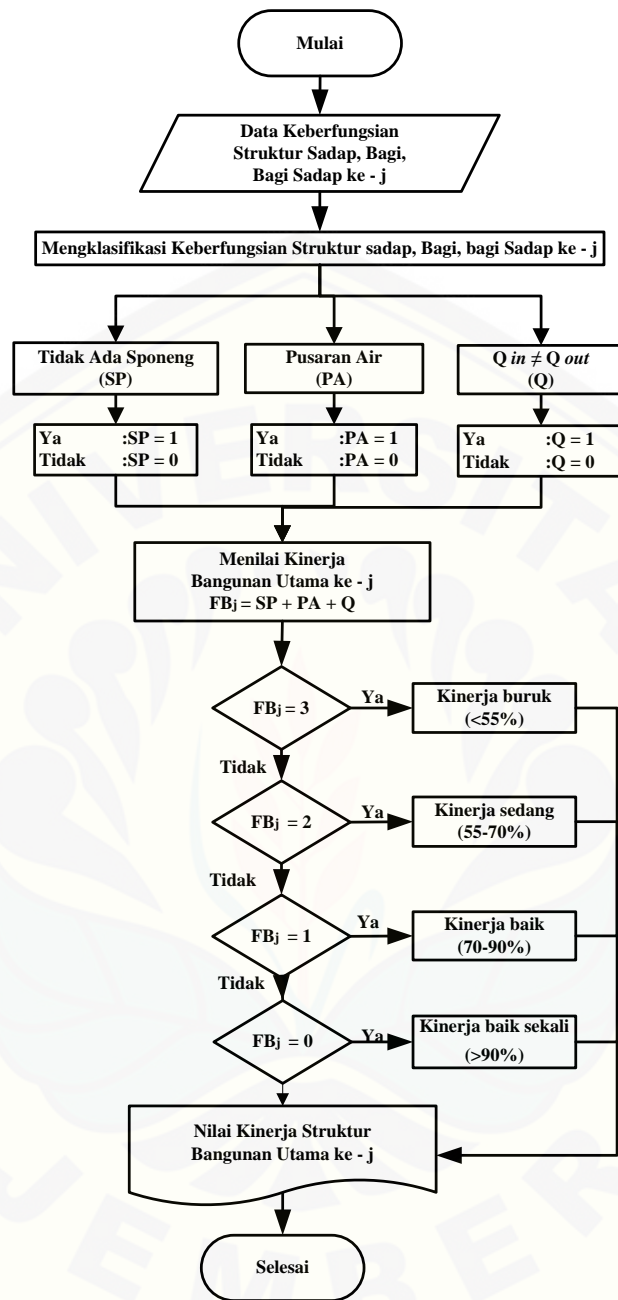 Mulai
Data Keberfungsian
Struktur Sadap, Bagi,
Bagi Sadap ke - j
Mengklasifikasi Keberfungsian Struktur sadap, Bagi, bagi Sadap ke - j
Tidak Ada Sponeng
(SP)
Pusaran Air
(PA)
Q in ≠ Q out
(Q)
Ya :SP = 1
Tidak :SP = 0
Ya :PA = 1
Tidak :PA = 0
Ya :Q = 1
Tidak :Q = 0
Menilai Kinerja
Bangunan Utama ke - j
FBj = SP + PA + Q
FBj = 3
Ya
Kinerja buruk
(<55%)
Tidak
FBj = 2
Ya
Kinerja sedang
(55-70%)
Tidak
FBj = 1
Ya
Kinerja baik
(70-90%)
Tidak
FBj = 0
Ya
Kinerja baik sekali
(>90%)
Nilai Kinerja Struktur
Bangunan Utama ke - j
Selesai
UNIVERSITA
JEMBER